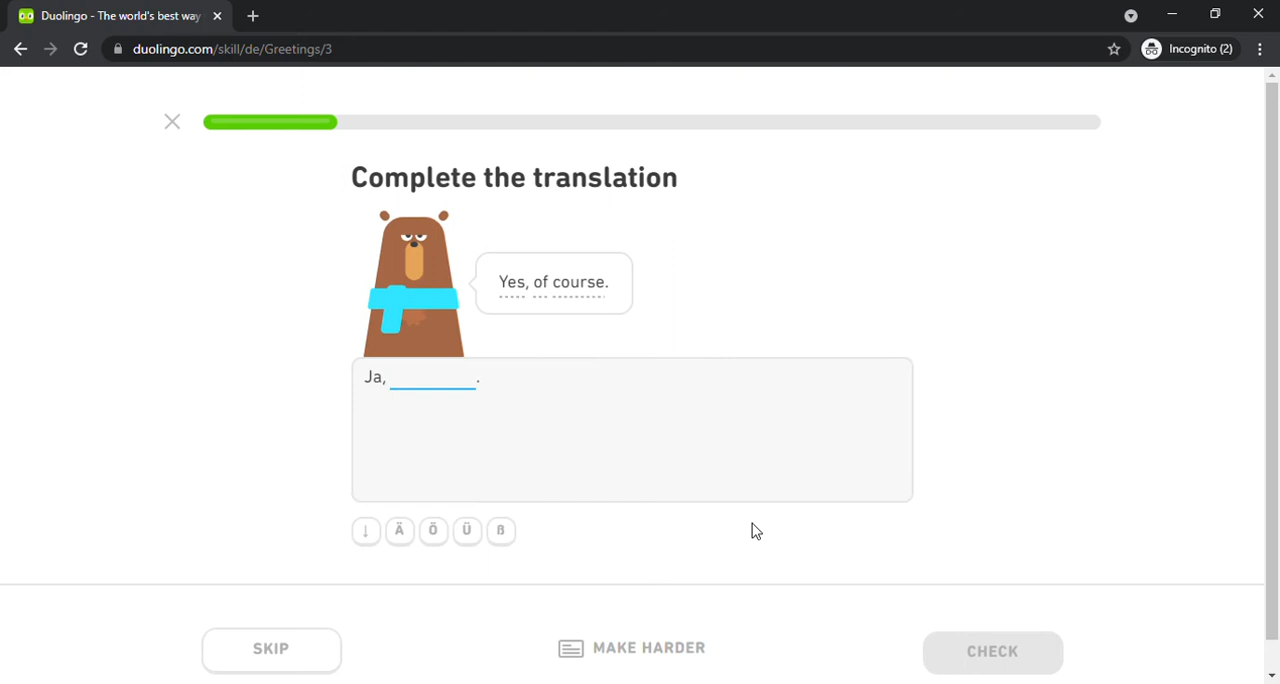 Duolingo - The world's best way
duolingo.com/skill/de/Greetings/3
Incognito (2)
Complete the translation
Yes, of course.
Ja, __________.
↓ Ä Ö Ü ß
SKIP
MAKE HARDER
CHECK